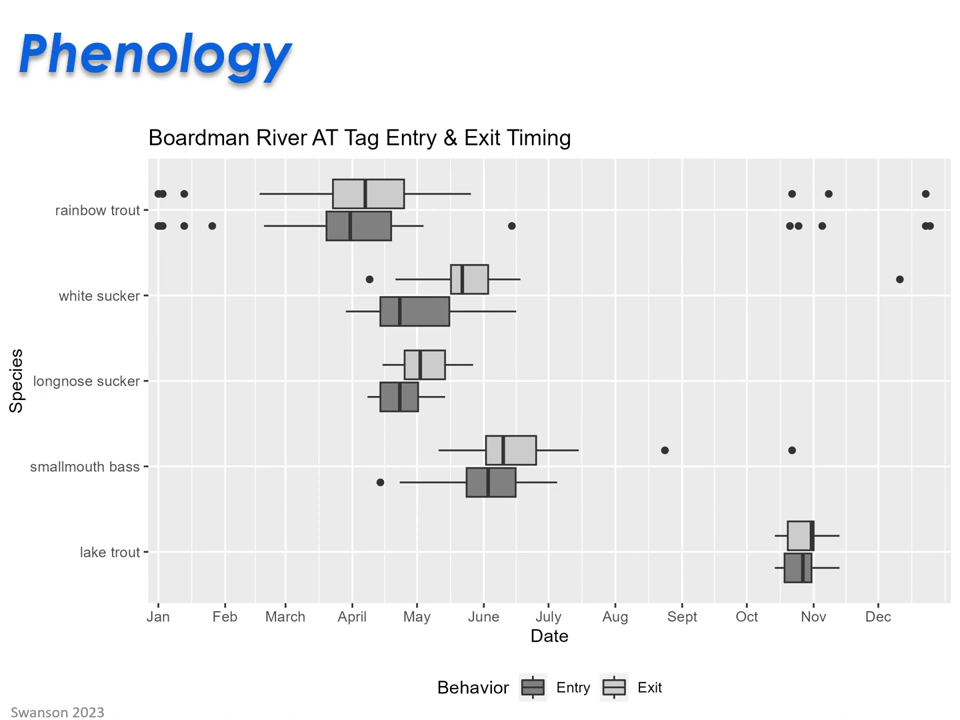 Phenology
Boardman River AT Tag Entry & Exit Timing
Species
rainbow trout
white sucker
longnose sucker
smallmouth bass
lake trout
Jan Feb March April May June July Aug Sept Oct Nov Dec
Date
Behavior Entry Exit
Swanson 2023